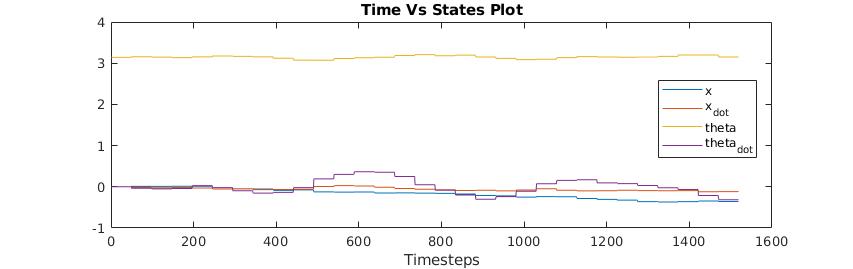 Time Vs States Plot
4
3
2
1
0
-1
x
x_dot
theta
theta_dot
0 200 400 600 800 1000 1200 1400 1600
Timesteps